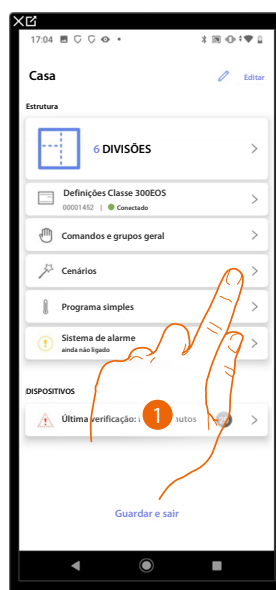 17:04
Casa
Editar
Estrutura
6 DIVISÕES
Definições Classe 300EOS
00001452 | Conectado
Comandos e grupos geral
Cenários
Programa simples
Sistema de alarme
ainda não ligado
DISPOSITIVOS
Última verificação: utos
1
Guardar e sair